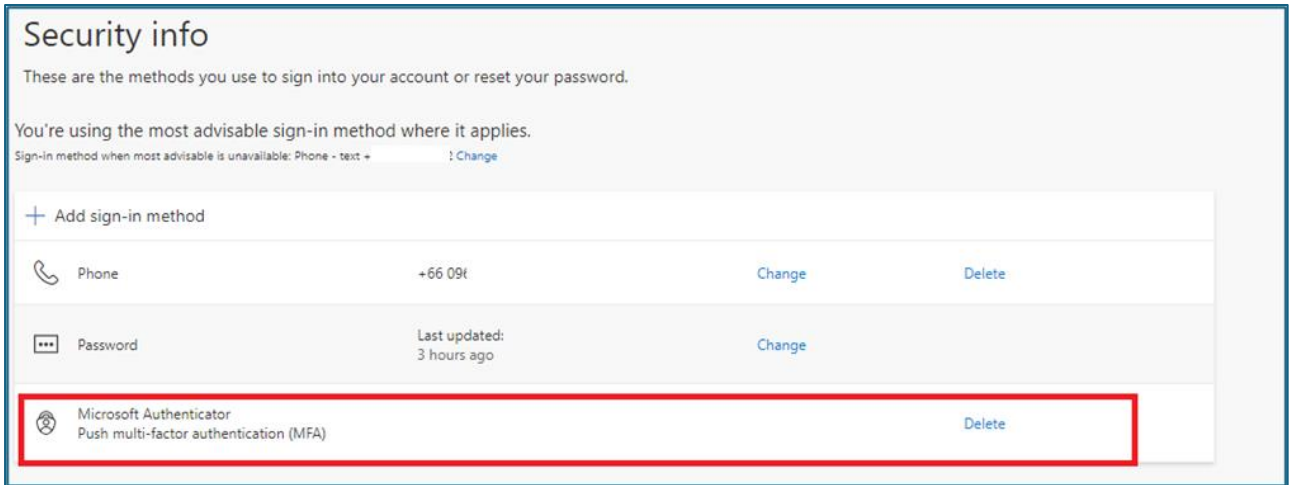 Security info
These are the methods you use to sign into your account or reset your password.
You're using the most advisable sign-in method where it applies.
Sign-in method when most advisable is unavailable: Phone - text + Change
+ Add sign-in method
Phone +66 09 Change Delete
Password Last updated: Change
3 hours ago
Microsoft Authenticator
Push multi-factor authentication (MFA) Delete